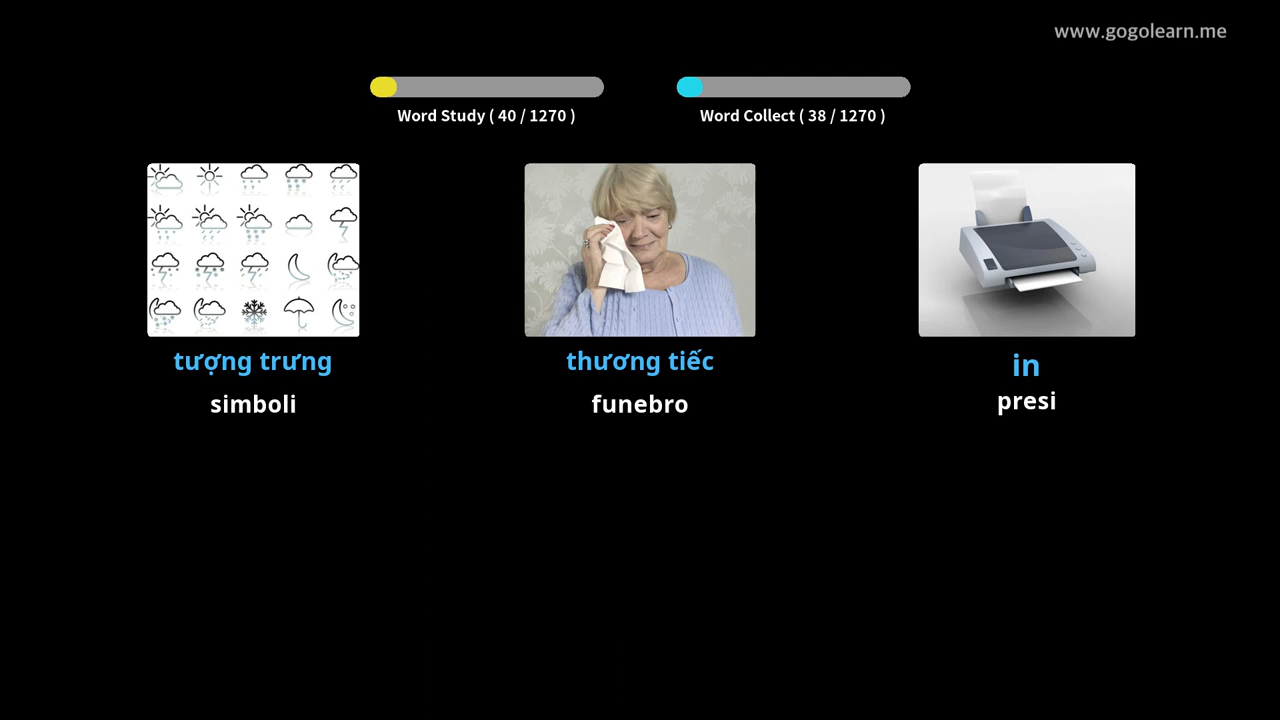 www.gogolearn.me
Word Study ( 40 / 1270 )
Word Collect ( 38 / 1270 )
tượng trưng
thương tiếc
in
simboli
funebro
presi